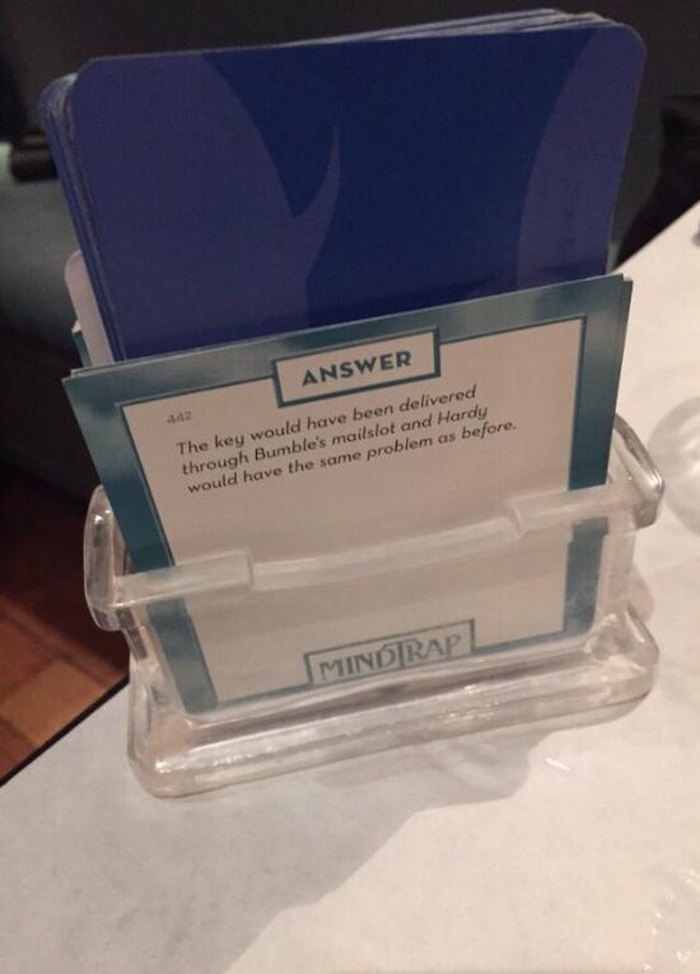 ANSWER
442
The key would have been delivered
through Bumble's mailslot and Hardy
would have the same problem as before.
MINDTRAP